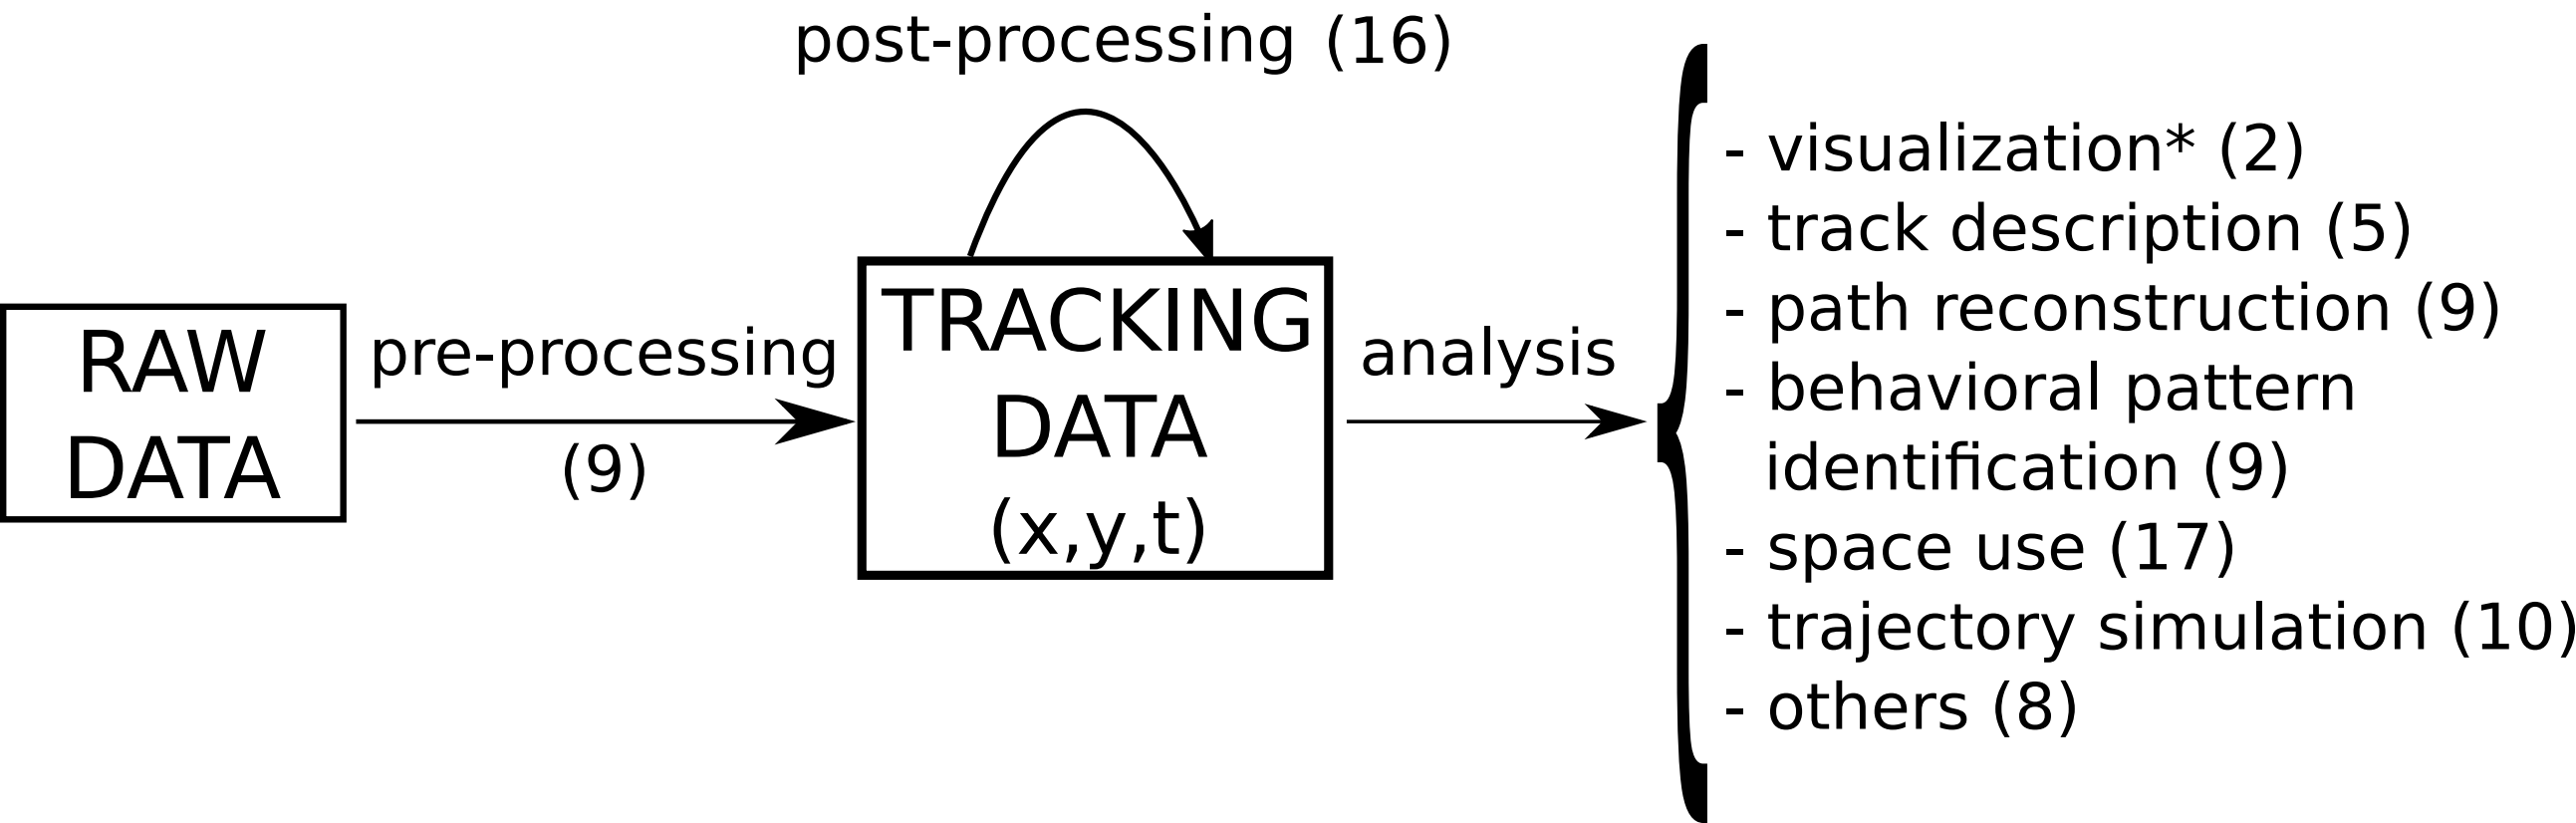 post-processing (16)
RAW
DATA
pre-processing
(9)
TRACKING
DATA
(x,y,t)
analysis
- visualization* (2)
- track description (5)
- path reconstruction (9)
- behavioral pattern
identification (9)
- space use (17)
- trajectory simulation (10)
- others (8)